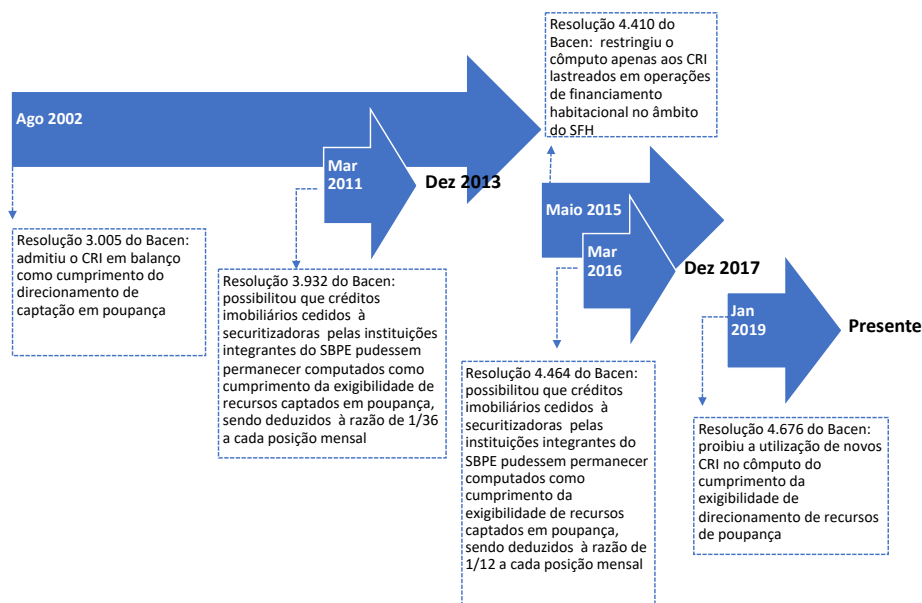 Resolução 4.410 do
Bacen:  restringiu o
cômputo apenas aos CRI
lastreados em operações
de financiamento
habitacional no âmbito
do SFH
Ago 2002
Mar
2011
Dez 2013
Resolução 3.005 do Bacen:
admitiu o CRI em balanço
como cumprimento do
direcionamento de
captação em poupança
Resolução 3.932 do Bacen:
possibilitou que créditos
imobiliários cedidos  à
securitizadoras  pelas instituições
integrantes do SBPE pudessem
permanecer computados como
cumprimento da exigibilidade de
recursos captados em poupança,
sendo deduzidos  à razão de 1/36
a cada posição mensal
Maio 2015
Mar
2016
Dez 2017
Resolução 4.464 do Bacen:
possibilitou que créditos
imobiliários cedidos  à
securitizadoras  pelas
instituições integrantes do
SBPE pudessem permanecer
computados como
cumprimento da
exigibilidade de recursos
captados em poupança,
sendo deduzidos  à razão de
1/12 a cada posição mensal
Jan
2019
Presente
Resolução 4.676 do Bacen:
proibiu a utilização de novos
CRI no cômputo do
cumprimento da
exigibilidade de
direcionamento de recursos
de poupança